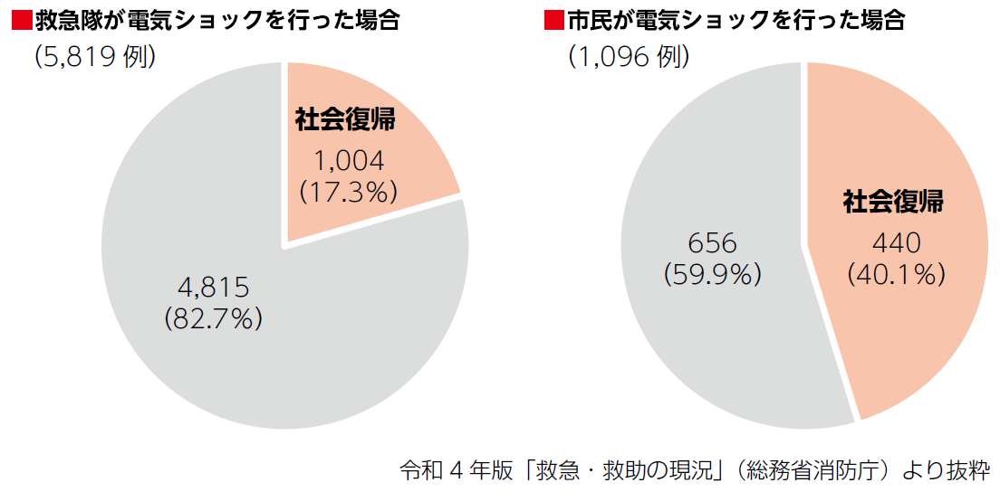 ■救急隊が電気ショックを行った場合
(5,819 例)
社会復帰
1,004
(17.3%)
4,815
(82.7%)
■市民が電気ショックを行った場合
(1,096 例)
社会復帰
440
(40.1%)
656
(59.9%)
令和 4 年版「救急・救助の現況」(総務省消防庁) より抜粋